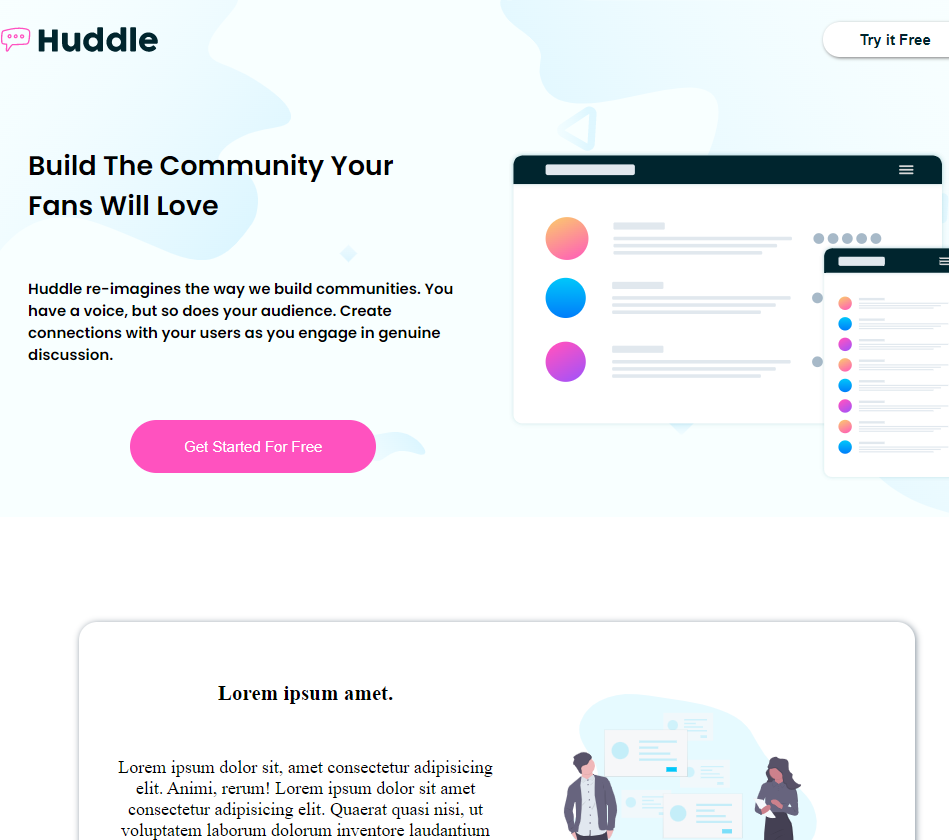 Huddle
Try it Free
Build The Community Your
Fans Will Love
Huddle re-imagines the way we build communities. You
have a voice, but so does your audience. Create
connections with your users as you engage in genuine
discussion.
Get Started For Free
Lorem ipsum amet.
Lorem ipsum dolor sit, amet consectetur adipisicing
elit. Animi, rerum! Lorem ipsum dolor sit amet
consectetur adipisicing elit. Quaerat quasi nisi, ut
voluptatem laborum dolorum inventore laudantium